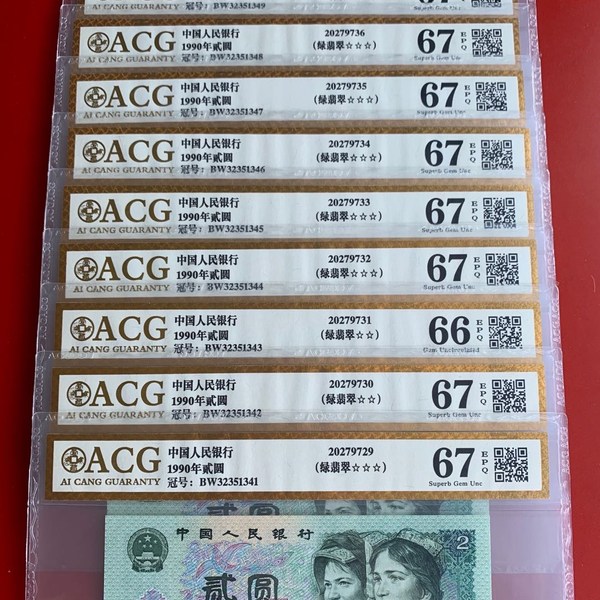 冠号：BW32351349
ACG 中国人民银行 20279736 67 EPQ
AI CANG GUARANTY 1990年贰圆 (绿翡翠☆☆☆) Superb Gem Unc
冠号：BW32351348
ACG 中国人民银行 20279735 67 EPQ
AI CANG GUARANTY 1990年贰圆 (绿翡翠☆☆☆) Superb Gem Unc
冠号：BW32351347
ACG 中国人民银行 20279734 67 EPQ
AI CANG GUARANTY 1990年贰圆 (绿翡翠☆☆☆) Superb Gem Unc
冠号：BW32351346
ACG 中国人民银行 20279733 67 EPQ
AI CANG GUARANTY 1990年贰圆 (绿翡翠☆☆☆) Superb Gem Unc
冠号：BW32351345
ACG 中国人民银行 20279732 67 EPQ
AI CANG GUARANTY 1990年贰圆 (绿翡翠☆☆☆) Superb Gem Unc
冠号：BW32351344
ACG 中国人民银行 20279731 66 EPQ
AI CANG GUARANTY 1990年贰圆 (绿翡翠☆☆) Gem Uncirculated
冠号：BW32351343
ACG 中国人民银行 20279730 67 EPQ
AI CANG GUARANTY 1990年贰圆 (绿翡翠☆☆☆) Superb Gem Unc
冠号：BW32351342
ACG 中国人民银行 20279729 67 EPQ
AI CANG GUARANTY 1990年贰圆 (绿翡翠☆☆☆) Superb Gem Unc
冠号：BW32351341
中国人民银行 2
贰圆